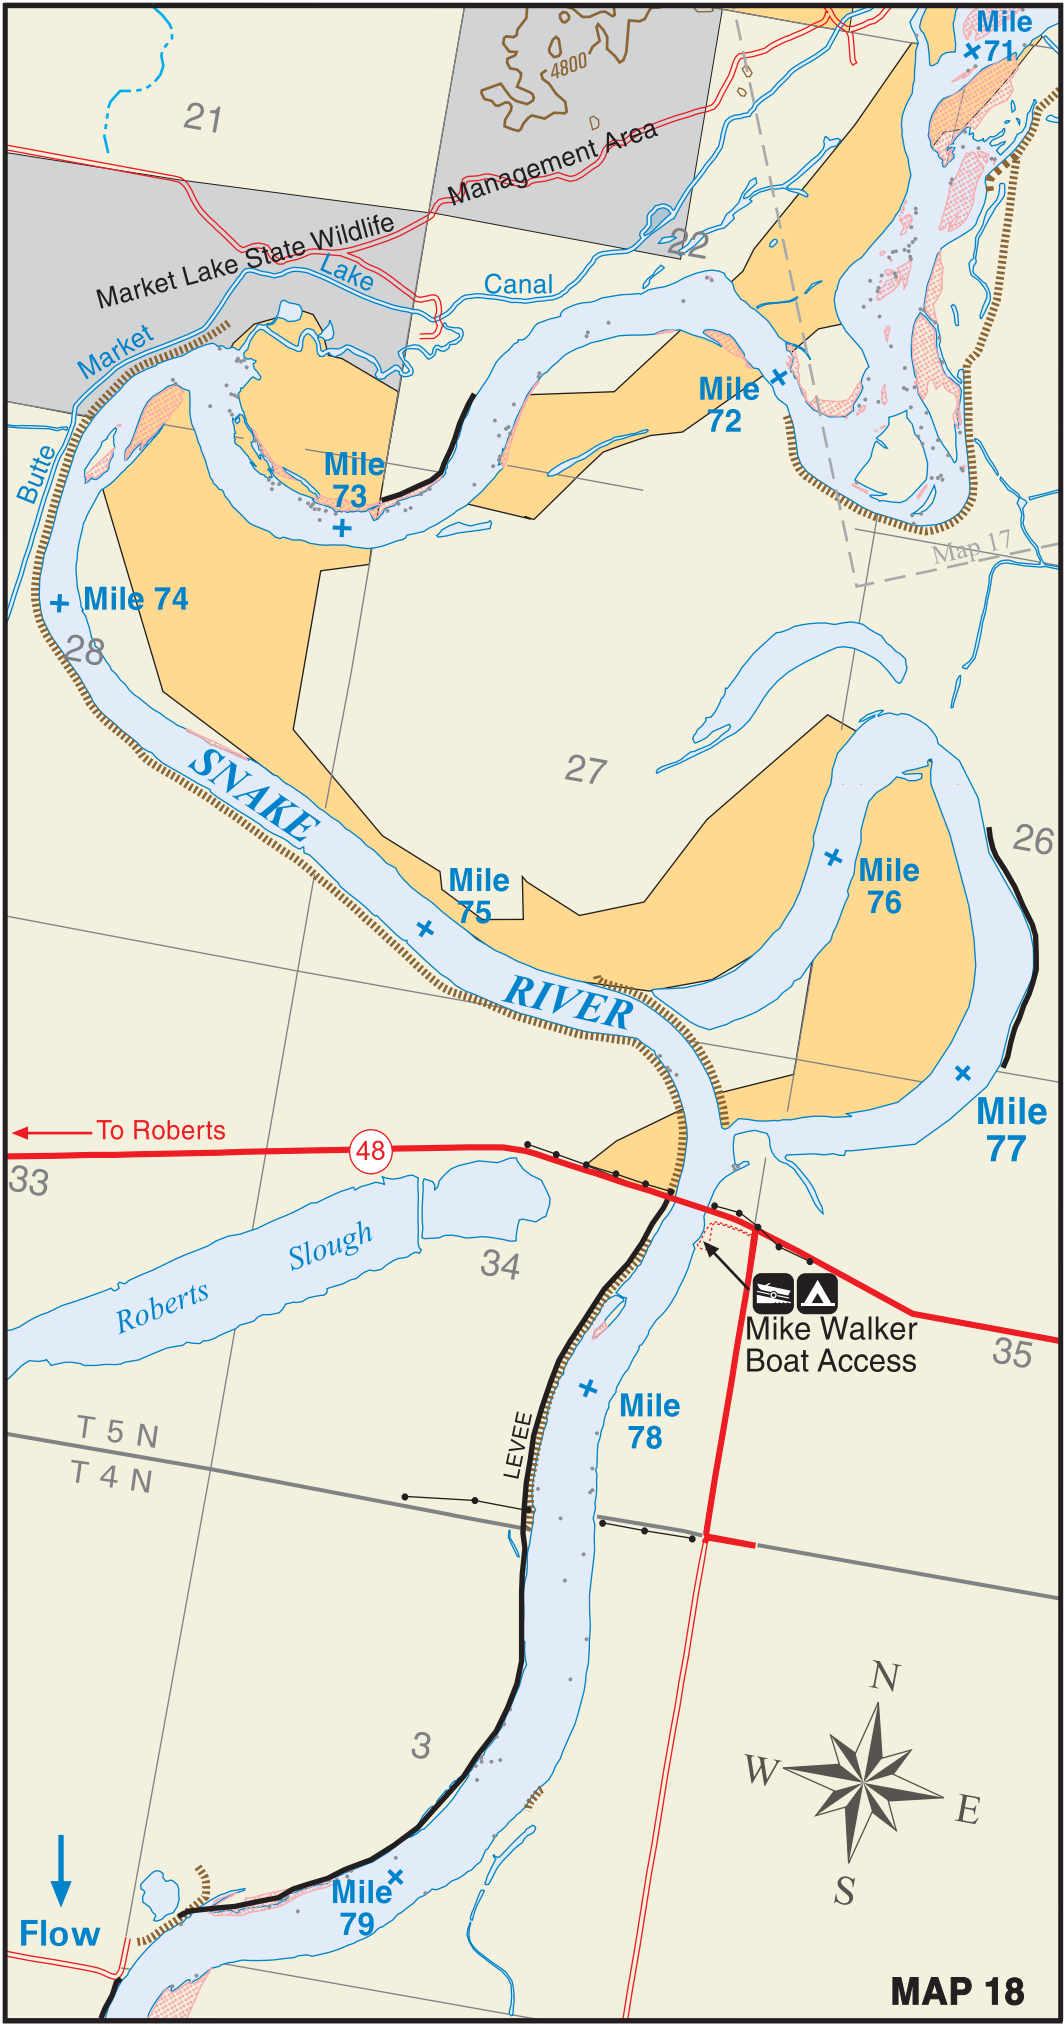 Mile
71
21
4800
Management Area
Market Lake State Wildlife
22
Lake
Canal
Market
Mile
72
Butte
Mile
73
Map 17
Mile 74
28
SNAKE
27
26
Mile
75
Mile
76
RIVER
Mile
77
To Roberts
48
33
Roberts Slough
34
Mike Walker
Boat Access
35
Mile
78
LEVEE
T 5 N
T 4 N
N
W
E
S
3
Mile
79
Flow
MAP 18